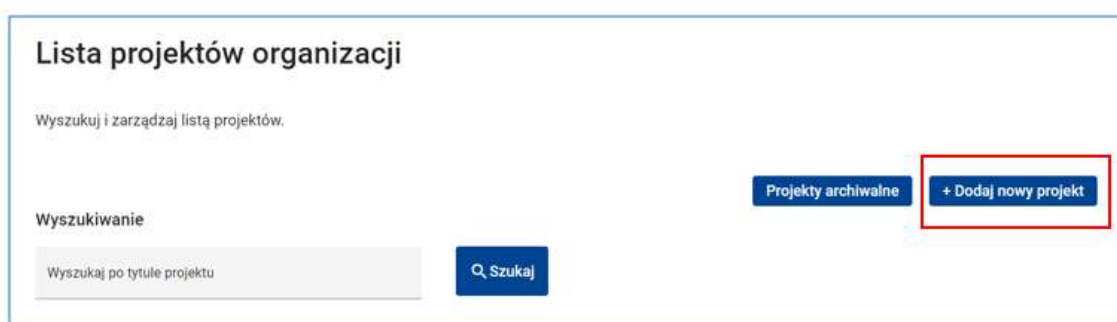 Lista projektów organizacji
Wyszukuj i zarządzaj listą projektów.
Projekty archiwalne
+ Dodaj nowy projekt
Wyszukiwanie
Wyszukaj po tytule projektu
Szukaj